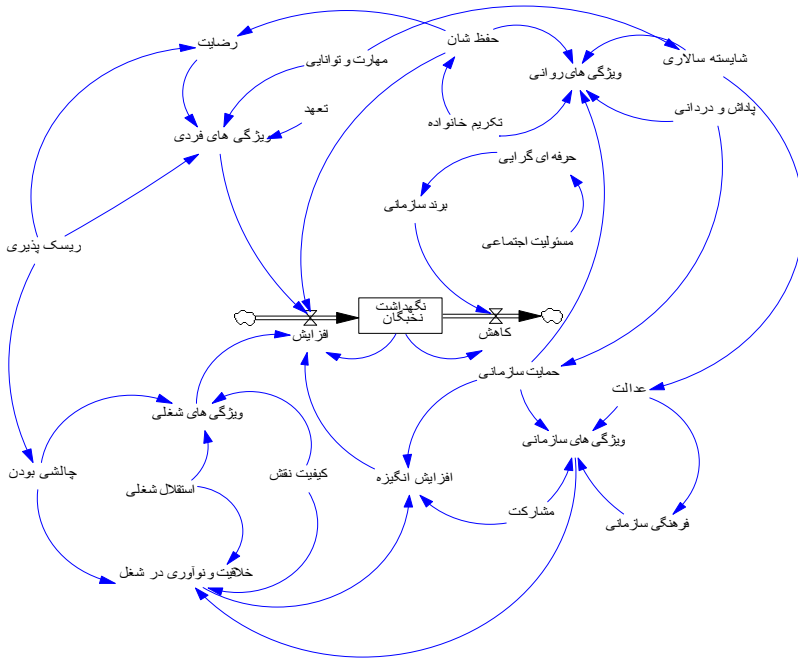 رضایت
حفظ شان
شایسته سالاری
مهارت و توانایی
ویژگی های روانی
تعهد
تکریم خانواده
پاداش و دردانی
ویژگی های فردی
حرفه ای گرایی
برند سازمانی
ریسک پذیری
مسئولیت اجتماعی
نگهداشت
نخبگان
افزایش
کاهش
حمایت سازمانی
عدالت
ویژگی های شغلی
ویژگی های سازمانی
چالشی بودن
کیفیت نقش
افزایش انگیزه
استقلال شغلی
مشارکت
فرهنگی سازمانی
خلاقیت و نوآوری در شغل